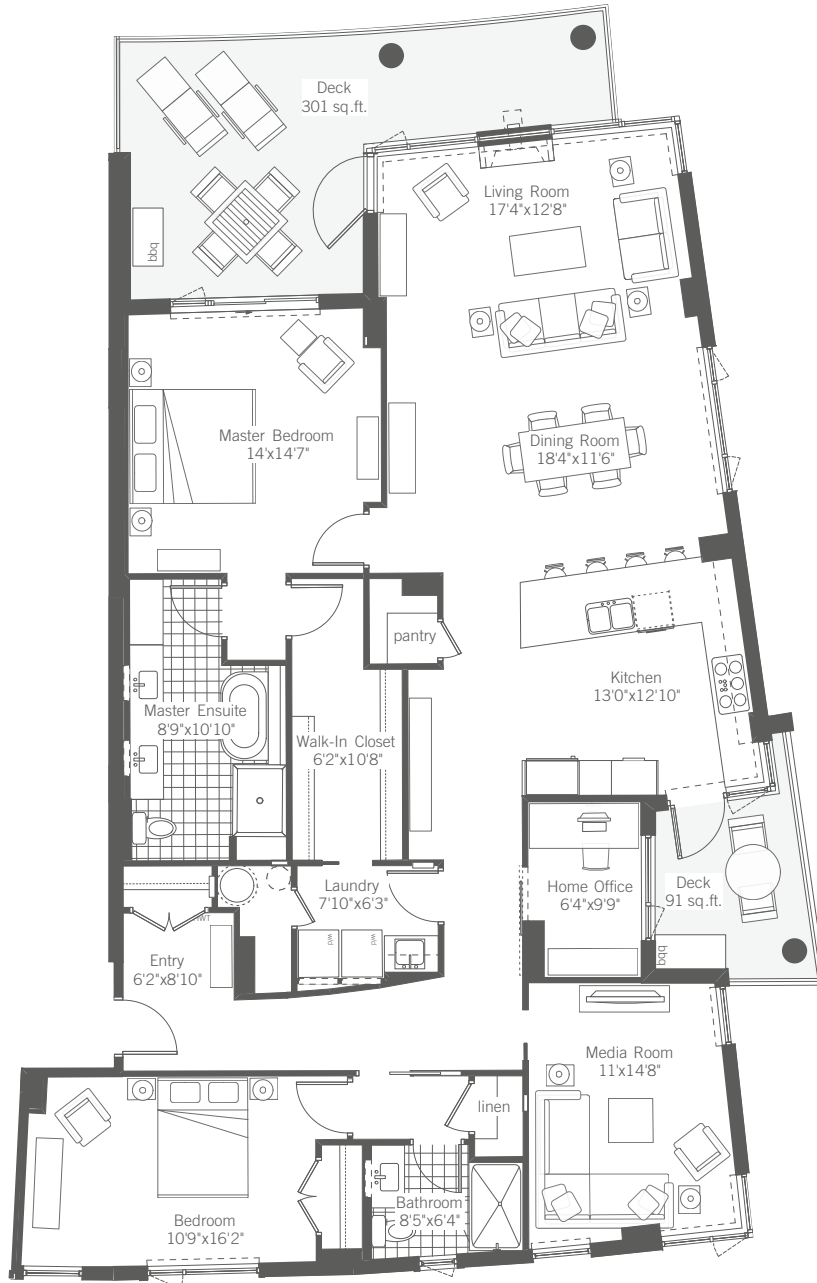 Deck
301 sq.ft.
Living Room
17'4"x12'8"
bbq
Master Bedroom
14'x14'7"
Dining Room
18'4"x11'6"
pantry
Kitchen
13'0"x12'10"
Master Ensuite
8'9"x10'10"
Walk-In Closet
6'2"x10'8"
Laundry
7'10"x6'3"
Home Office
6'4"x9'9"
Deck
91 sq.ft.
TWI
w/d
w/d
bbq
Entry
6'2"x8'10"
Media Room
11'x14'8"
linen
Bathroom
8'5"x6'4"
Bedroom
10'9"x16'2"